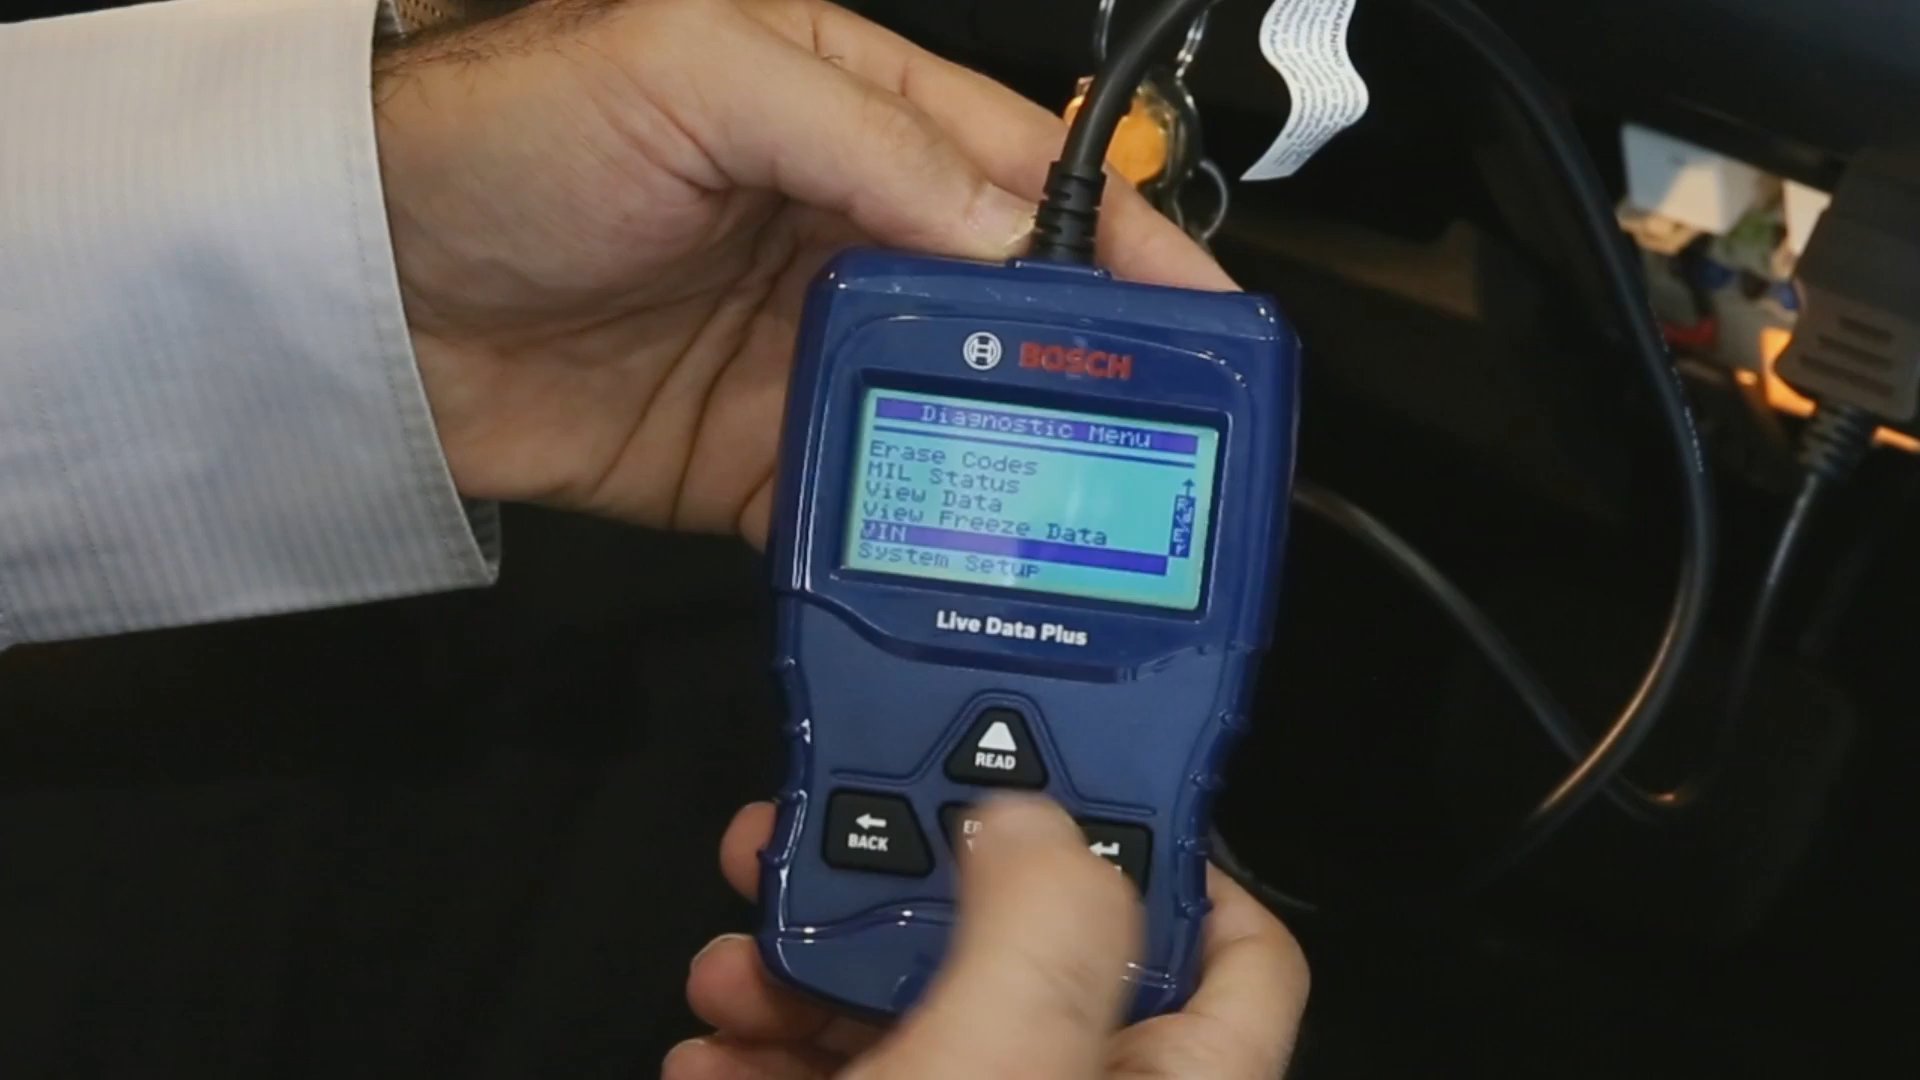 WARNING
BOSCH
Diagnostic Menu
Erase Codes
MIL Status
View Data
View Freeze Data
VIN
System Setup
Live Data Plus
READ
BACK